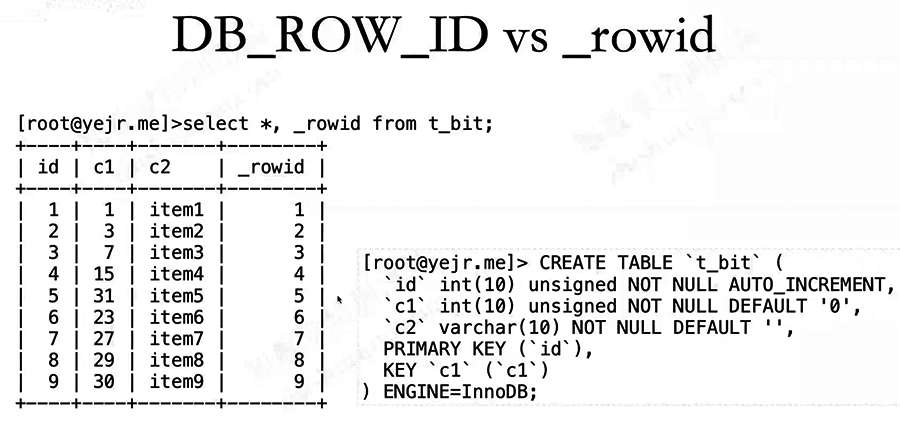 DB_ROW_ID vs _rowid
[root@yejr.me]>select *, _rowid from t_bit;
+----+----+-------+--------+
| id | c1 | c2    | _rowid |
+----+----+-------+--------+
|  1 |  1 | item1 |      1 |
|  2 |  3 | item2 |      2 |
|  3 |  7 | item3 |      3 |
|  4 | 15 | item4 |      4 |
|  5 | 31 | item5 |      5 |
|  6 | 23 | item6 |      6 |
|  7 | 27 | item7 |      7 |
|  8 | 29 | item8 |      8 |
|  9 | 30 | item9 |      9 |
+----+----+-------+--------+
[root@yejr.me]> CREATE TABLE `t_bit` (
  `id` int(10) unsigned NOT NULL AUTO_INCREMENT,
  `c1` int(10) unsigned NOT NULL DEFAULT '0',
  `c2` varchar(10) NOT NULL DEFAULT '',
  PRIMARY KEY (`id`),
  KEY `c1` (`c1`)
) ENGINE=InnoDB;